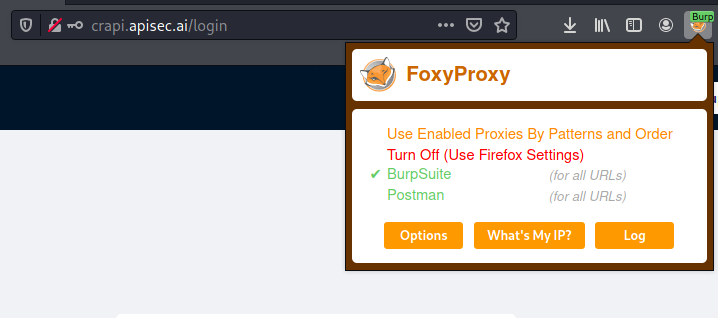 crapi.apisec.ai/login
Burp
FoxyProxy
Use Enabled Proxies By Patterns and Order
Turn Off (Use Firefox Settings)
✔ BurpSuite (for all URLs)
Postman (for all URLs)
Options What's My IP? Log